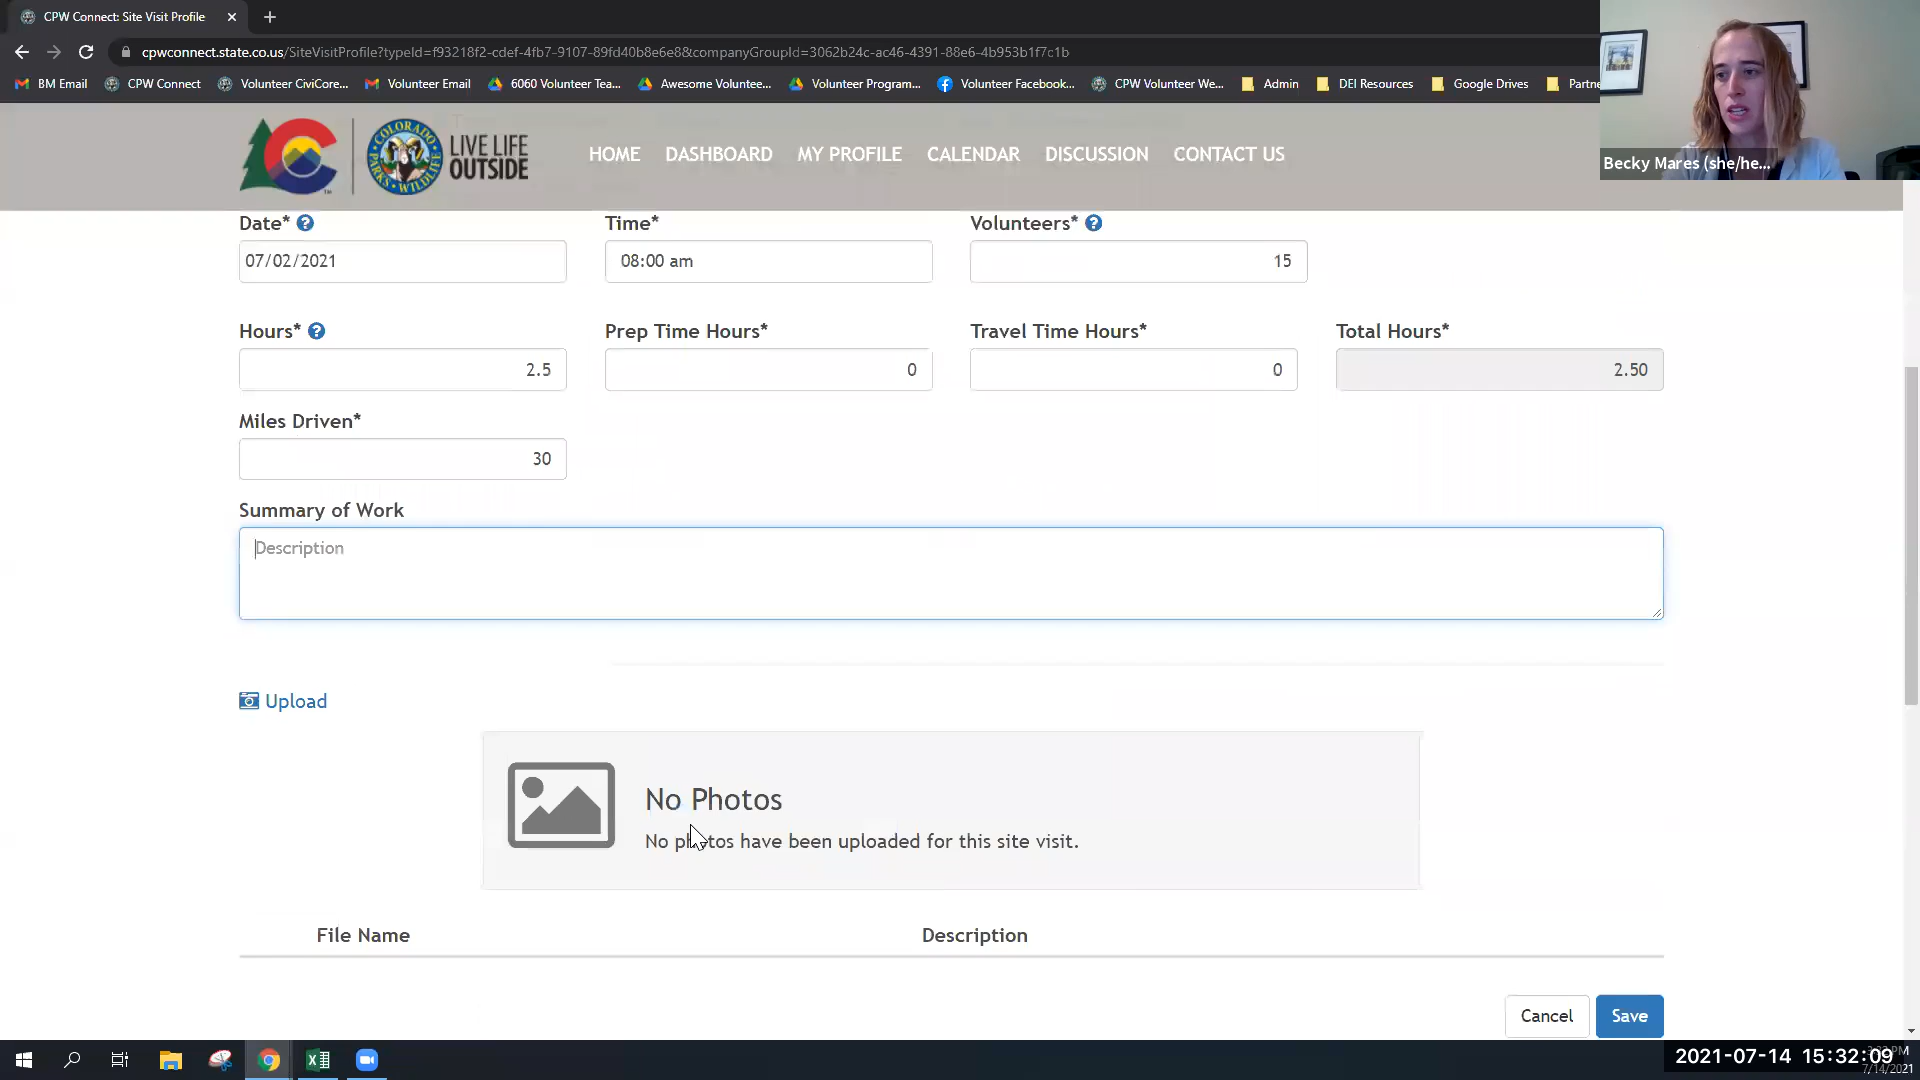 CPW Connect: Site Visit Profile
cpwconnect.state.co.us/SiteVisitProfile?typeId=f93218f2-cdef-4fb7-9107-89fd40b8e6e8&companyGroupId=3062b24c-ac46-4391-88e6-4b953b1f7c1b
BM Email CPW Connect Volunteer CiviCore... Volunteer Email 6060 Volunteer Tea... Awesome Voluntee... Volunteer Program... Volunteer Facebook... CPW Volunteer We... Admin DEI Resources Google Drives Partne
Becky Mares (she/he...
COLORADO
PARKS WILDLIFE
LIVE LIFE
OUTSIDE
HOME DASHBOARD MY PROFILE CALENDAR DISCUSSION CONTACT US
Date* Time* Volunteers*
07/02/2021 08:00 am 15
Hours* Prep Time Hours* Travel Time Hours* Total Hours*
2.5 0 0 2.50
Miles Driven*
30
Summary of Work
Description
Upload
No Photos
No photos have been uploaded for this site visit.
File Name Description
Cancel Save
2021-07-14 15:32:09
7/14/2021